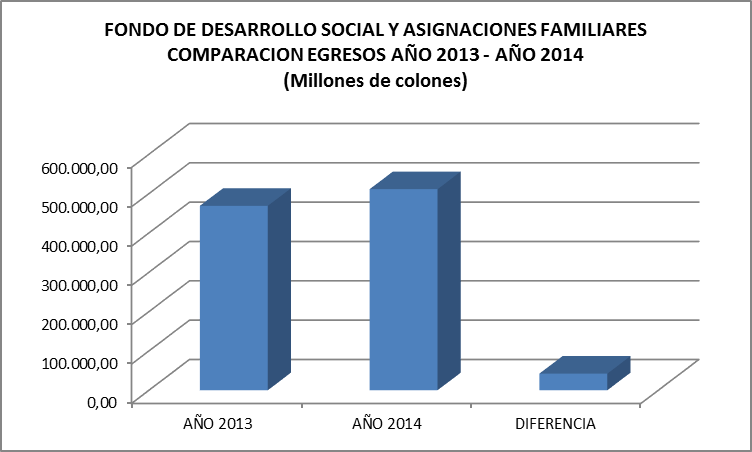 FONDO DE DESARROLLO SOCIAL Y ASIGNACIONES FAMILIARES
COMPARACION EGRESOS AÑO 2013 - AÑO 2014
(Millones de colones)
600.000,00
500.000,00
400.000,00
300.000,00
200.000,00
100.000,00
0,00
AÑO 2013 AÑO 2014 DIFERENCIA